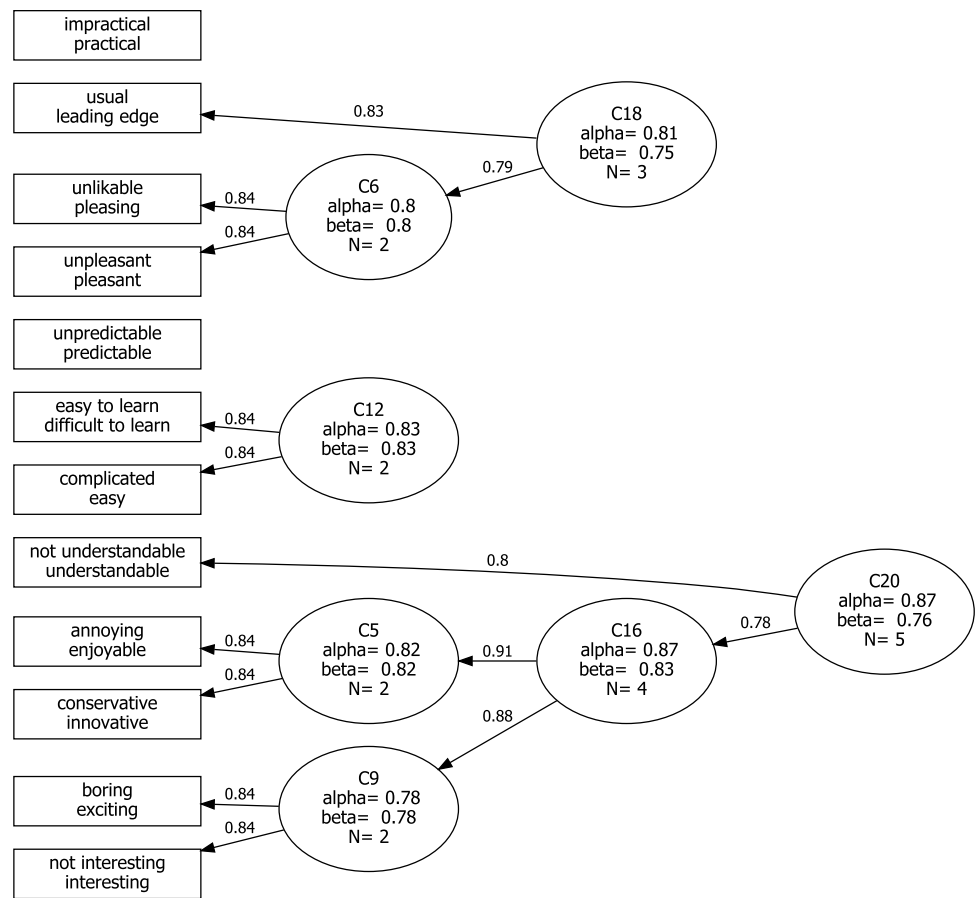 impractical
practical
usual
leading edge
0.83
C18
alpha= 0.81
beta=  0.75
N= 3
0.79
unlikable
pleasing
0.84
C6
alpha= 0.8
beta=  0.8
N= 2
0.84
unpleasant
pleasant
unpredictable
predictable
easy to learn
difficult to learn
0.84
C12
alpha= 0.83
beta=  0.83
N= 2
0.84
complicated
easy
not understandable
understandable
0.8
C20
alpha= 0.87
beta=  0.76
N= 5
0.78
annoying
enjoyable
0.84
C5
alpha= 0.82
beta=  0.82
N= 2
0.91
C16
alpha= 0.87
beta=  0.83
N= 4
0.84
conservative
innovative
0.88
boring
exciting
0.84
C9
alpha= 0.78
beta=  0.78
N= 2
0.84
not interesting
interesting